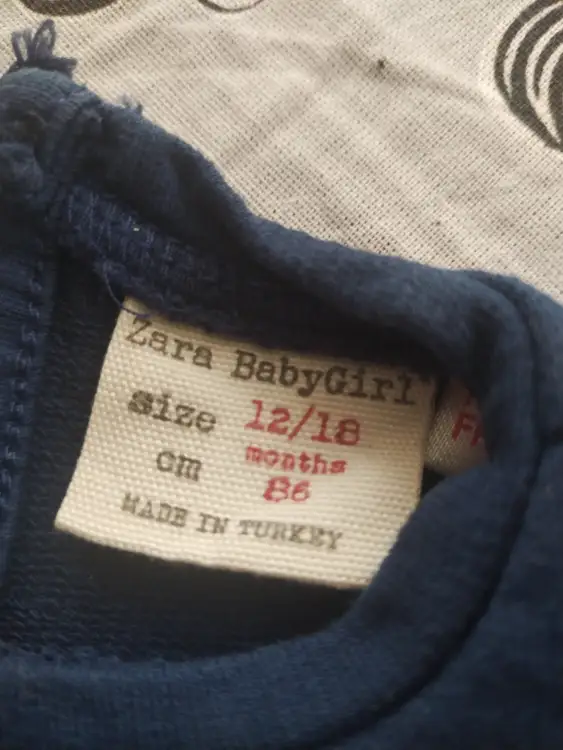 Zara BabyGirl
size 12/18
months
cm 86
MADE IN TURKEY